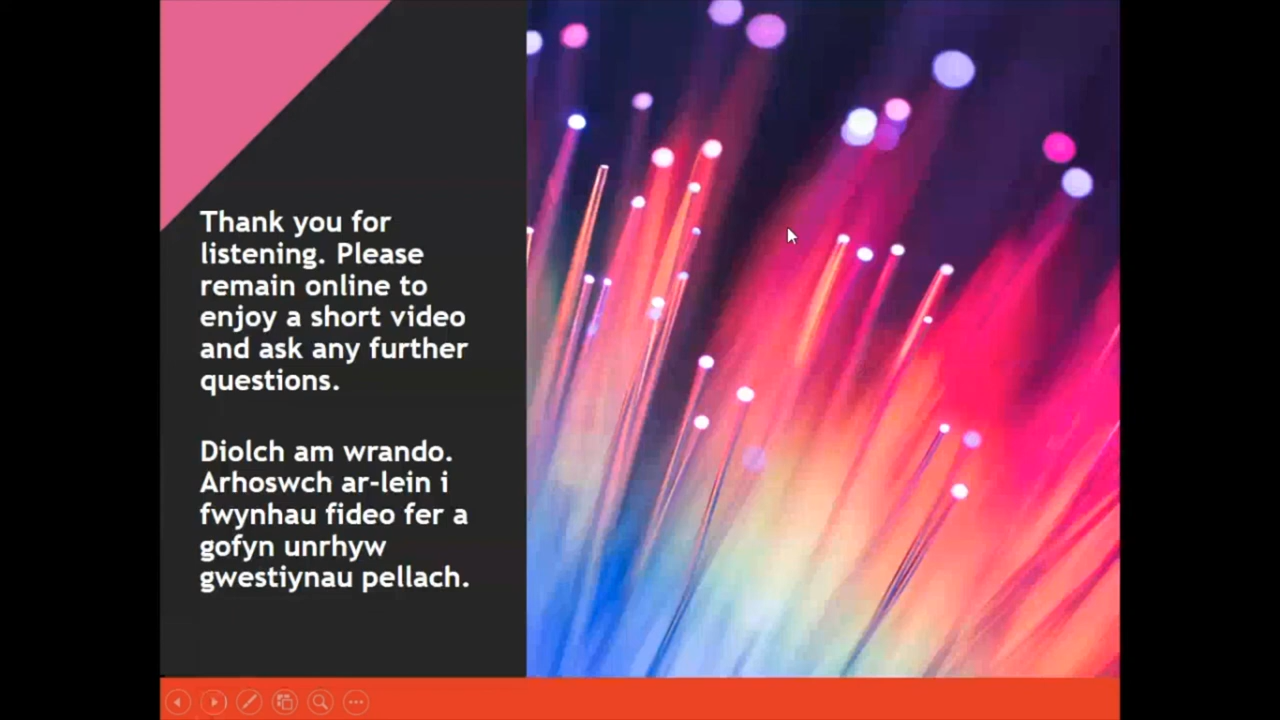 Thank you for
listening. Please
remain online to
enjoy a short video
and ask any further
questions.
Diolch am wrando.
Arhoswch ar-lein i
fwynhau fideo fer a
gofyn unrhyw
gwestiynau pellach.